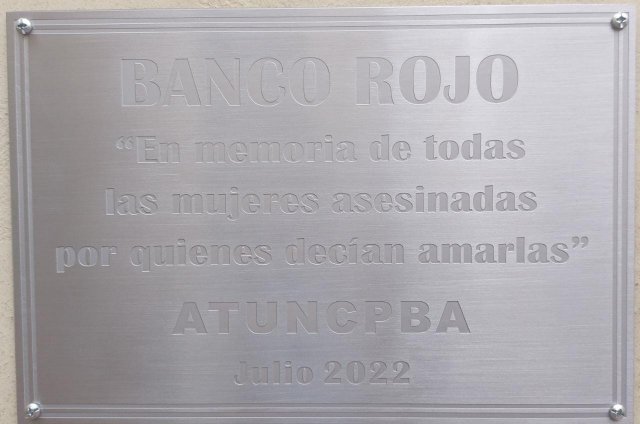 BANCO ROJO
“En memoria de todas
las mujeres asesinadas
por quienes decían amarlas”
ATUNCPBA
Julio 2022